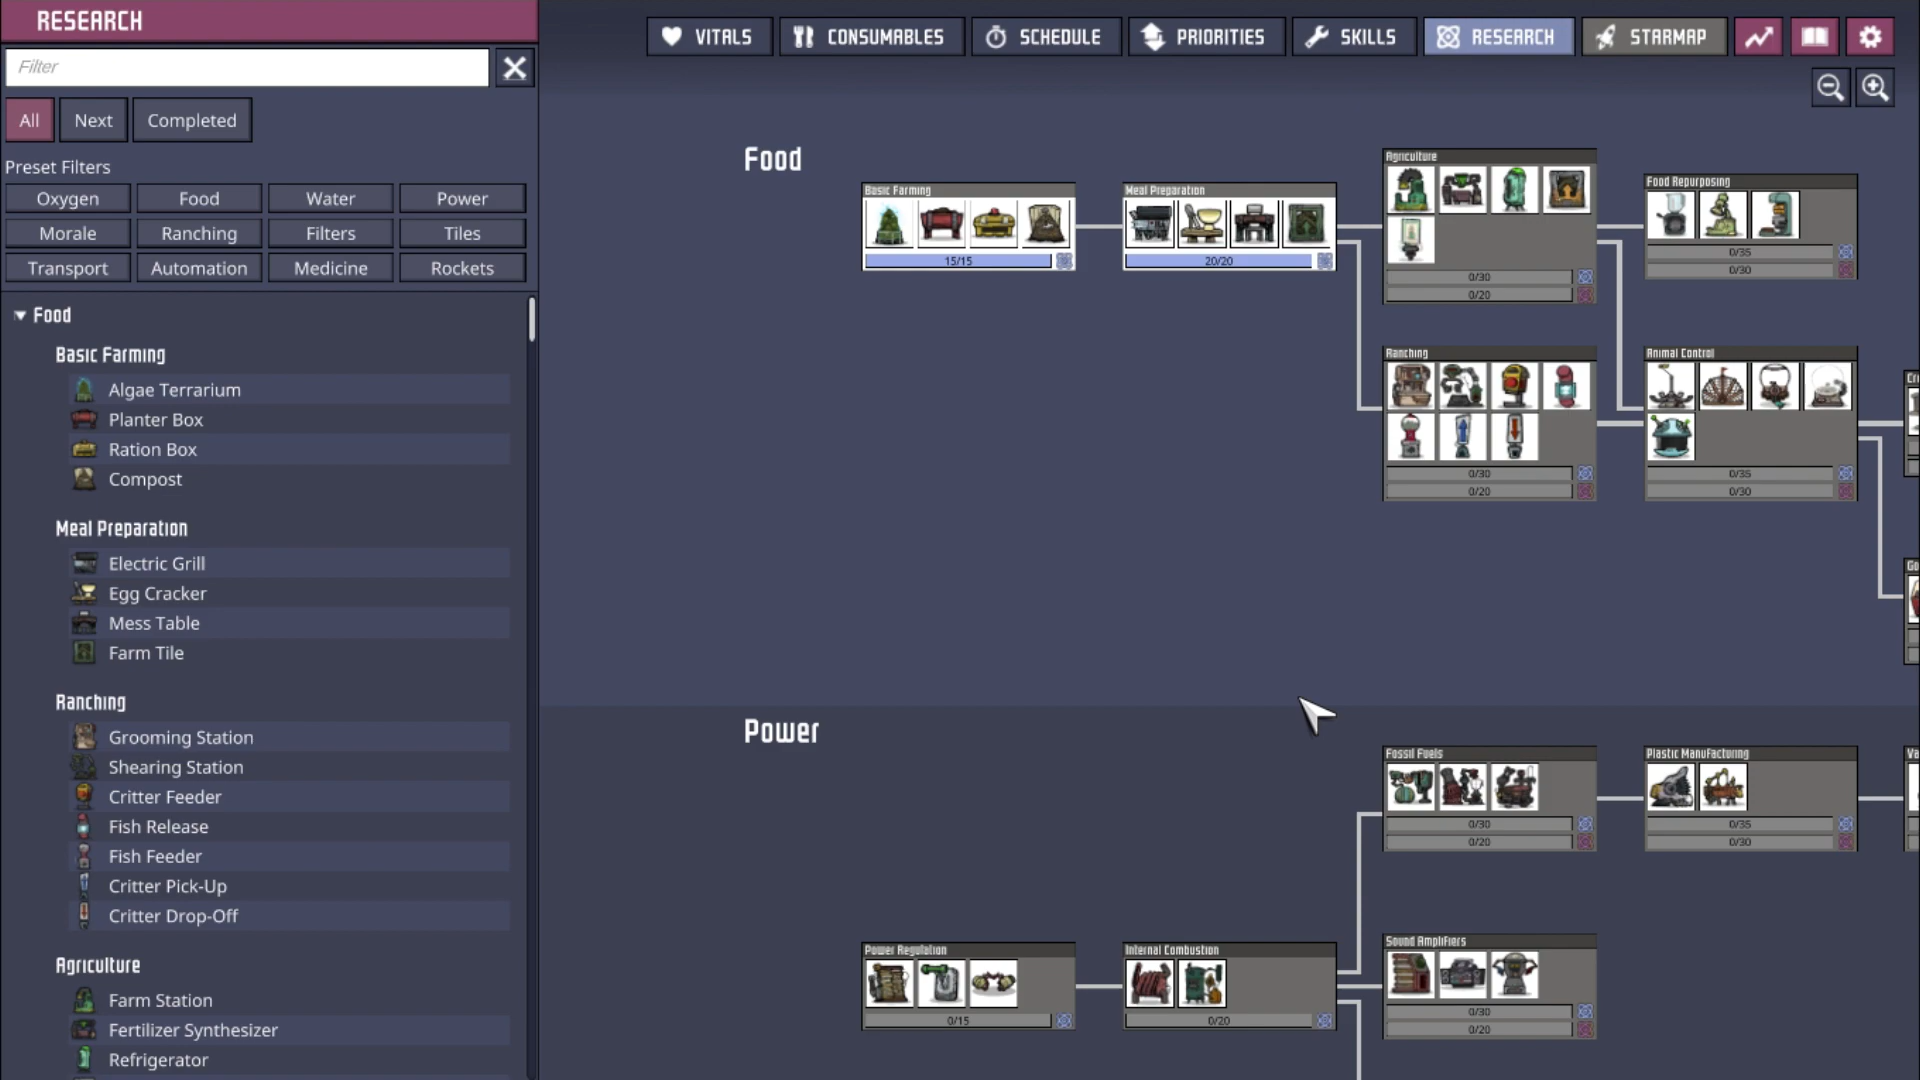 RESEARCH
VITALS
CONSUMABLES
SCHEDULE
PRIORITIES
SKILLS
RESEARCH
STARMAP
Filter
All
Next
Completed
Preset Filters
Oxygen
Food
Water
Power
Morale
Ranching
Filters
Tiles
Transport
Automation
Medicine
Rockets
Food
Basic Farming
Algae Terrarium
Planter Box
Ration Box
Compost
Meal Preparation
Electric Grill
Egg Cracker
Mess Table
Farm Tile
Ranching
Grooming Station
Shearing Station
Critter Feeder
Fish Release
Fish Feeder
Critter Pick-Up
Critter Drop-Off
Agriculture
Farm Station
Fertilizer Synthesizer
Refrigerator
Food
Basic Farming
15/15
Meal Preparation
20/20
Agriculture
0/30
0/20
Food Repurposing
0/35
0/30
Ranching
0/30
0/20
Animal Control
0/35
0/30
Power
Fossil Fuels
0/30
0/20
Plastic Manufacturing
0/35
0/30
Power Regulation
0/15
Internal Combustion
0/20
Sound Amplifiers
0/30
0/20